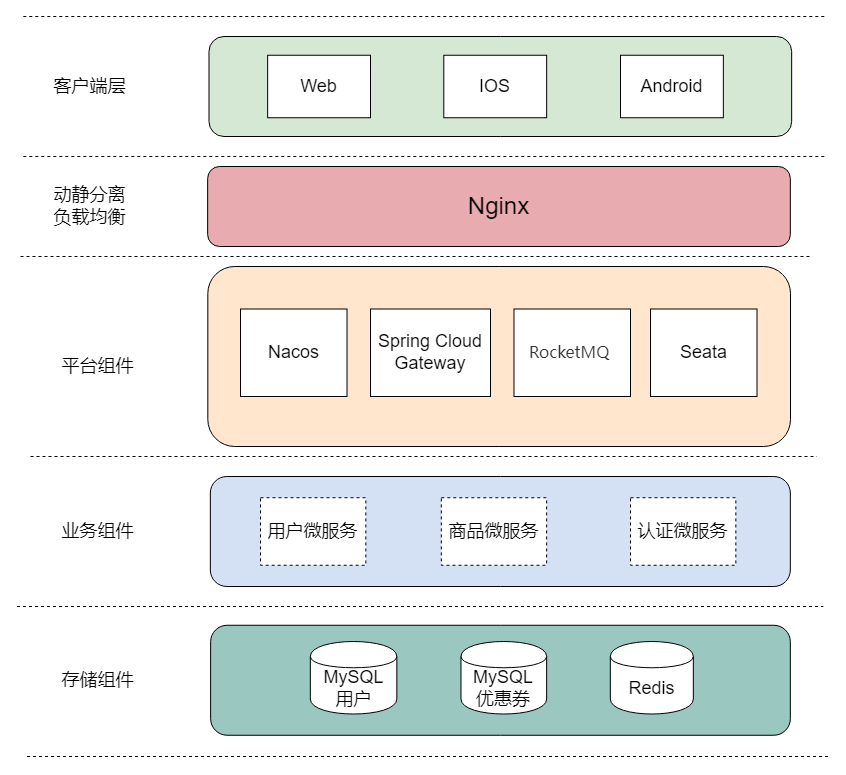 客户端层
Web
IOS
Android
动静分离
负载均衡
Nginx
平台组件
Nacos
Spring Cloud
Gateway
RocketMQ
Seata
业务组件
用户微服务
商品微服务
认证微服务
存储组件
MySQL
用户
MySQL
优惠券
Redis